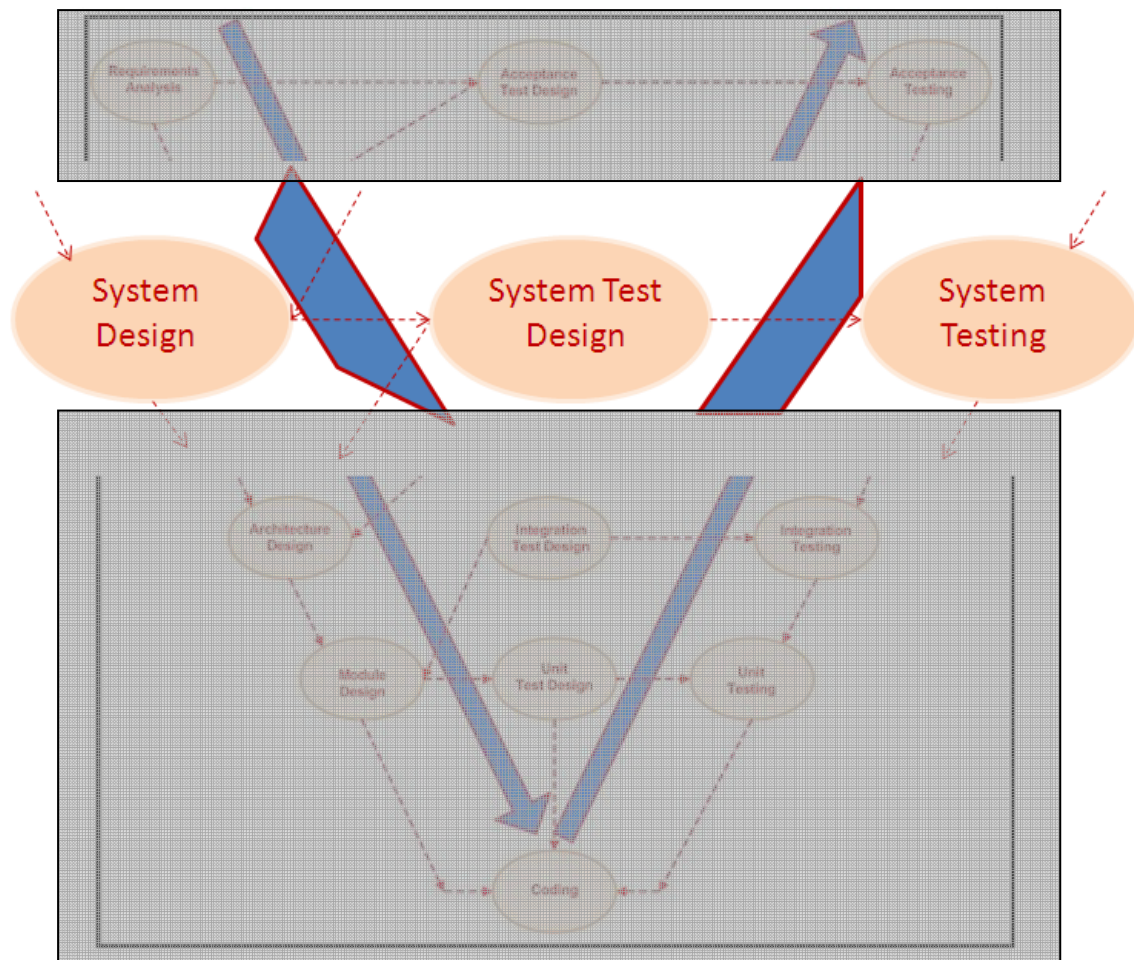 Requirements
Analysis
Acceptance
Test Design
Acceptance
Testing
System
Design
System Test
Design
System
Testing
Architecture
Design
Integration
Test Design
Integration
Testing
Module
Design
Unit
Test Design
Unit
Testing
Coding